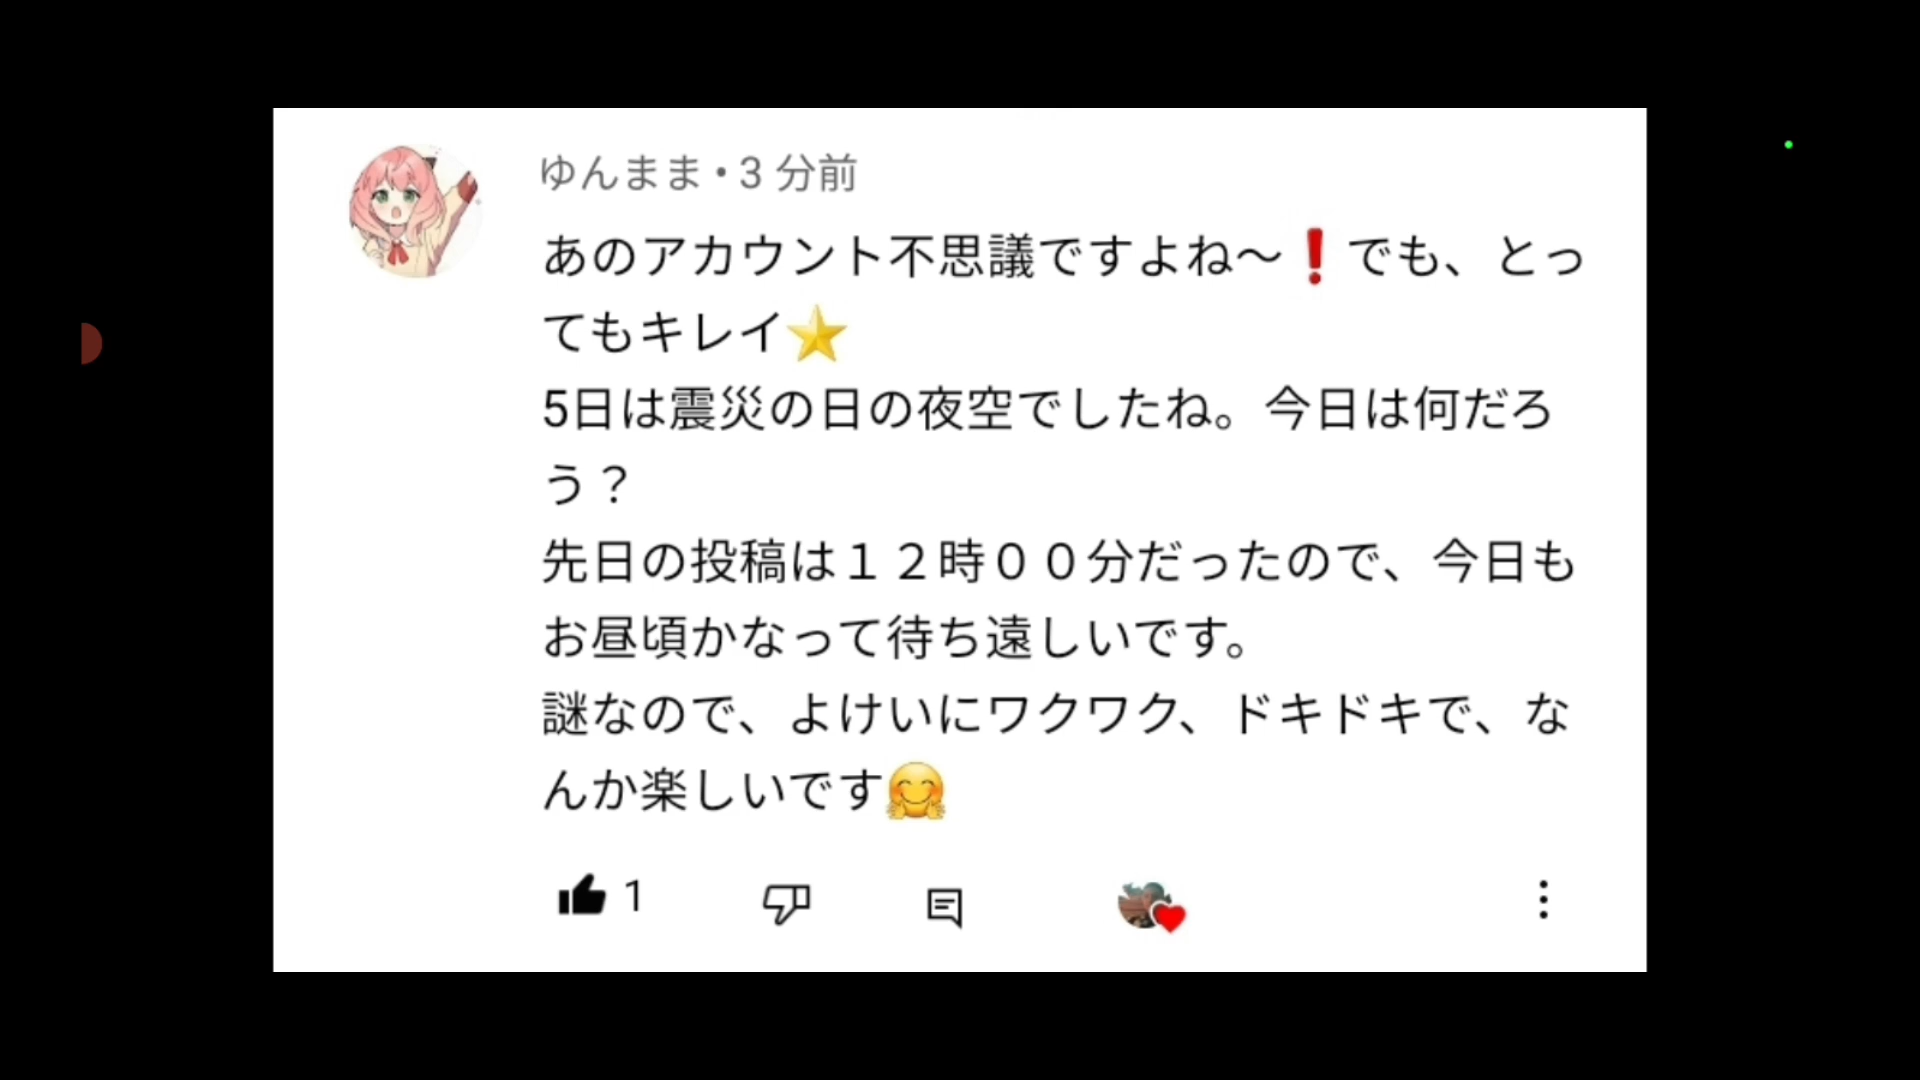 ゆんまま・3 分前
あのアカウント不思議ですよね〜❗でも、とっ
てもキレイ⭐
5日は震災の日の夜空でしたね。今日は何だろ
う？
先日の投稿は１２時００分だったので、今日も
お昼頃かなって待ち遠しいです。
謎なので、よけいにワクワク、ドキドキで、な
んか楽しいです🤗
1